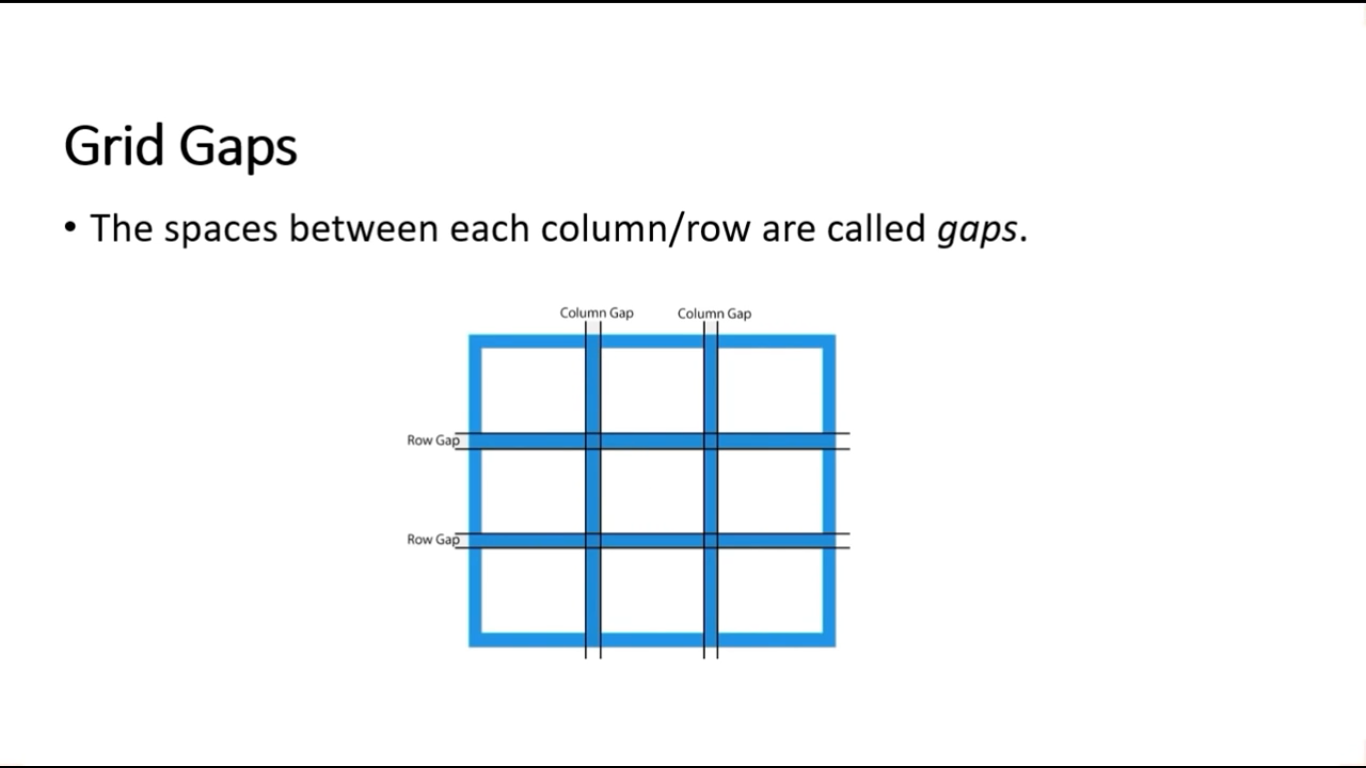 Grid Gaps
• The spaces between each column/row are called gaps.
Column Gap
Column Gap
Row Gap
Row Gap